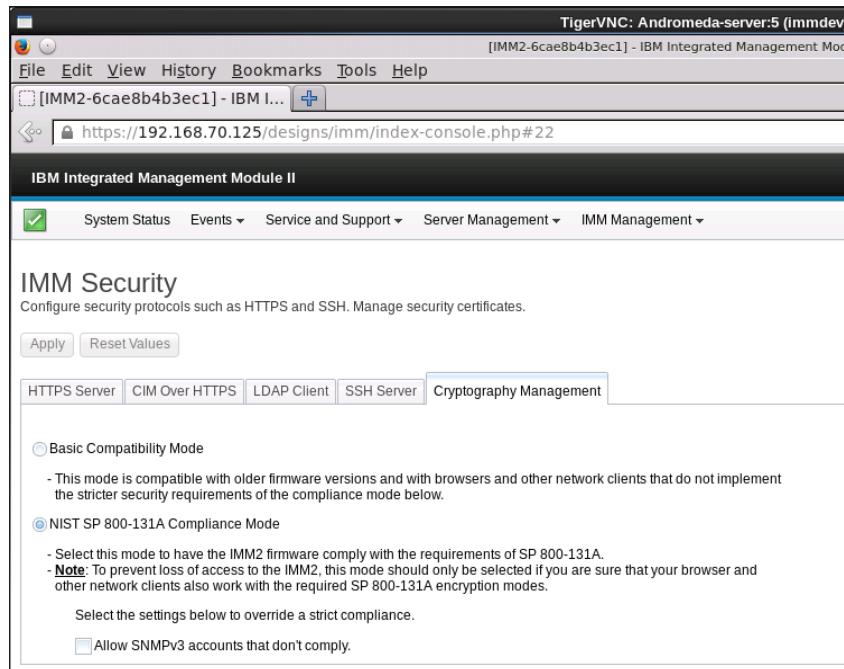 TigerVNC: Andromeda-server:5 (immdev
[IMM2-6cae8b4b3ec1] - IBM Integrated Management Mod
File Edit View History Bookmarks Tools Help
[IMM2-6cae8b4b3ec1] - IBM I...
https://192.168.70.125/designs/imm/index-console.php#22
IBM Integrated Management Module II
System Status Events Service and Support Server Management IMM Management
IMM Security
Configure security protocols such as HTTPS and SSH. Manage security certificates.
Apply Reset Values
HTTPS Server CIM Over HTTPS LDAP Client SSH Server Cryptography Management
Basic Compatibility Mode
- This mode is compatible with older firmware versions and with browsers and other network clients that do not implement
the stricter security requirements of the compliance mode below.
NIST SP 800-131A Compliance Mode
- Select this mode to have the IMM2 firmware comply with the requirements of SP 800-131A.
- Note: To prevent loss of access to the IMM2, this mode should only be selected if you are sure that your browser and
other network clients also work with the required SP 800-131A encryption modes.
Select the settings below to override a strict compliance.
Allow SNMPv3 accounts that don't comply.